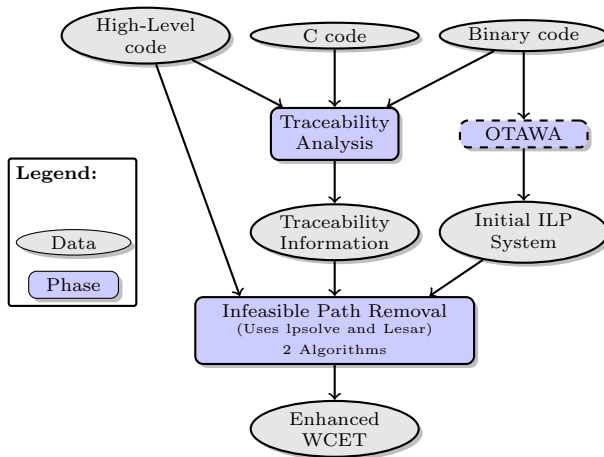 High-Level
code
C code
Binary code
Traceability
Analysis
OTAWA
Legend:
Data
Phase
Traceability
Information
Initial ILP
System
Infeasible Path Removal
(Uses lpsolve and Lesar)
2 Algorithms
Enhanced
WCET